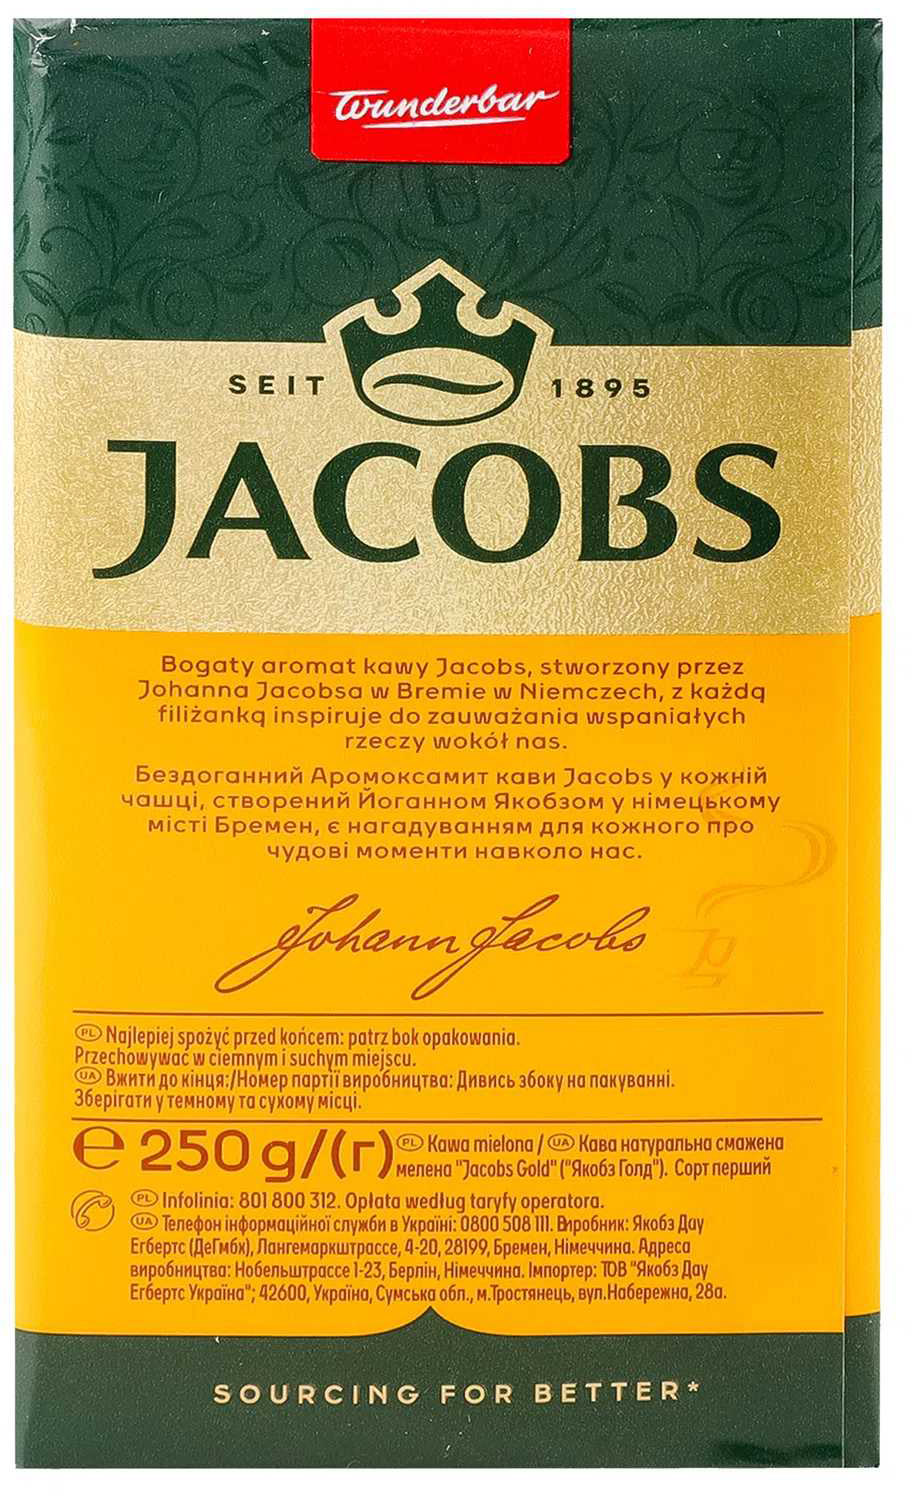 Wunderbar
SEIT 1895
JACOBS
Bogaty aromat kawy Jacobs, stworzony przez
Johanna Jacobsa w Bremie w Niemczech, z każdą
filiżanką inspiruje do zauważania wspaniałych
rzeczy wokół nas.
Бездоганний Аромоксамит кави Jacobs у кожній
чашці, створений Йоганном Якобзом у німецькому
місті Бремен, є нагадуванням для кожного про
чудові моменти навколо нас.
Johann Jacobs
PL Najlepiej spożyć przed końcem: patrz bok opakowania.
Przechowywać w ciemnym i suchym miejscu.
UA Вжити до кінця:/Номер партії виробництва: Дивись збоку на пакуванні.
Зберігати у темному та сухому місці.
℮ 250 g/(г) PL Kawa mielona / UA Кава натуральна смажена
мелена "Jacobs Gold" ("Якобз Голд"). Сорт перший
PL Infolinia: 801 800 312. Opłata według taryfy operatora.
UA Телефон інформаційної служби в Україні: 0800 508 111. Виробник: Якобз Дау
Егбертс (ДеГмбх), Лангемаркштрассе, 4-20, 28199, Бремен, Німеччина. Адреса
виробництва: Нобельштрассе 1-23, Берлін, Німеччина. Імпортер: ТОВ "Якобз Дау
Егбертс Україна"; 42600, Україна, Сумська обл., м.Тростянець, вул.Набережна, 28а.
SOURCING FOR BETTER*